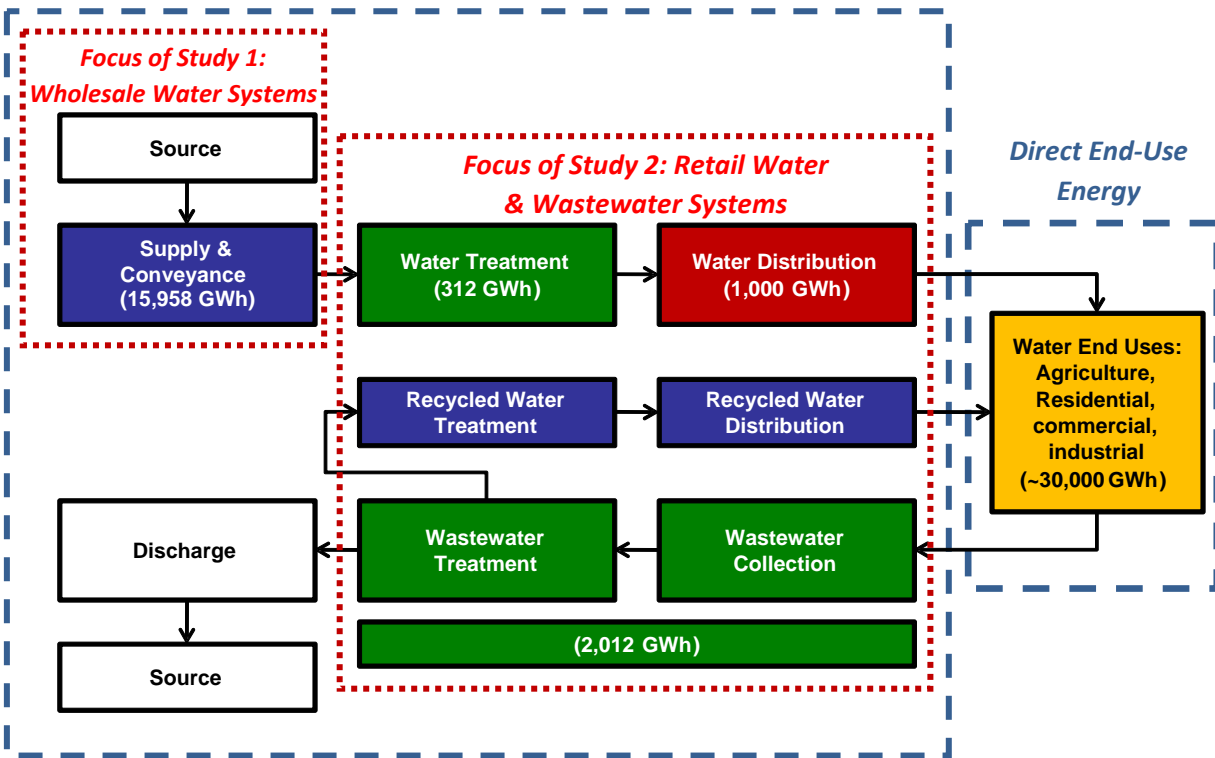 Focus of Study 1:
Wholesale Water Systems
Source
Supply &
Conveyance
(15,958 GWh)
Focus of Study 2: Retail Water
& Wastewater Systems
Water Treatment
(312 GWh)
Water Distribution
(1,000 GWh)
Recycled Water
Treatment
Recycled Water
Distribution
Wastewater
Treatment
Wastewater
Collection
(2,012 GWh)
Discharge
Source
Direct End-Use
Energy
Water End Uses:
Agriculture,
Residential,
commercial,
industrial
(~30,000 GWh)